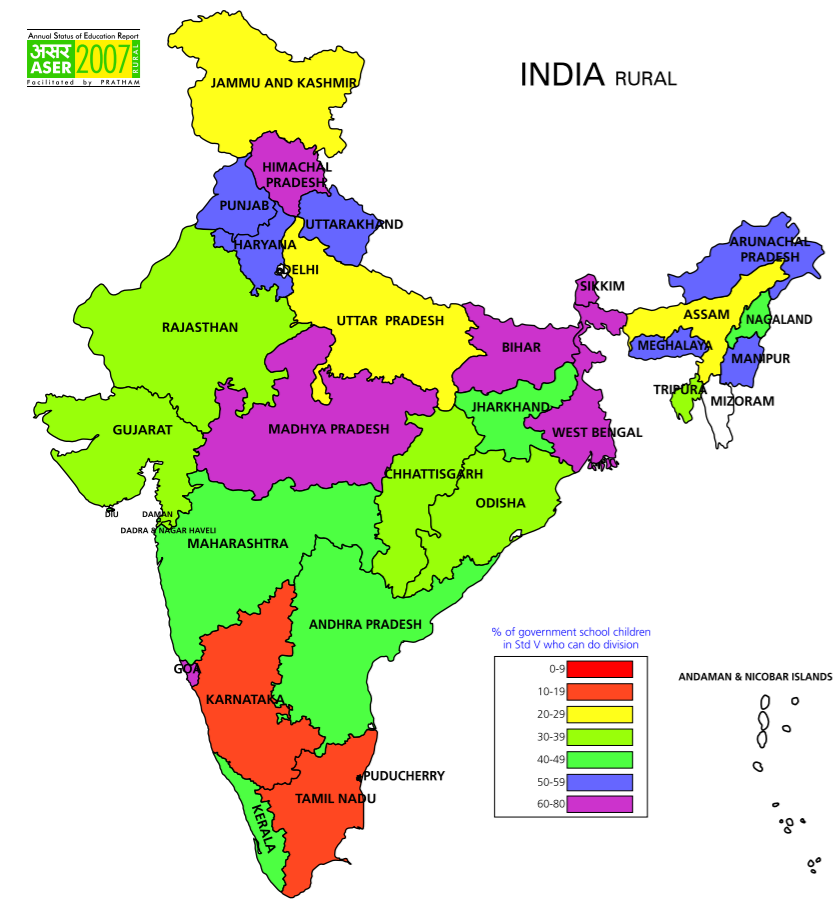 Annual Status of Education Report
असर
ASER 2007
RURAL
Facilitated by PRATHAM
INDIA RURAL
JAMMU AND KASHMIR
HIMACHAL
PRADESH
PUNJAB
UTTARAKHAND
HARYANA
DELHI
ARUNACHAL
PRADESH
SIKKIM
ASSAM
NAGALAND
RAJASTHAN
UTTAR PRADESH
BIHAR
MEGHALAYA
MANIPUR
TRIPURA
MIZORAM
JHARKHAND
GUJARAT
MADHYA PRADESH
WEST BENGAL
CHHATTISGARH
ODISHA
DIU
DAMAN
DADRA & NAGAR HAVELI
MAHARASHTRA
ANDHRA PRADESH
GOA
KARNATAKA
PUDUCHERRY
TAMIL NADU
KERALA
% of government school children
in Std V who can do division
0-9
10-19
20-29
30-39
40-49
50-59
60-80
ANDAMAN & NICOBAR ISLANDS